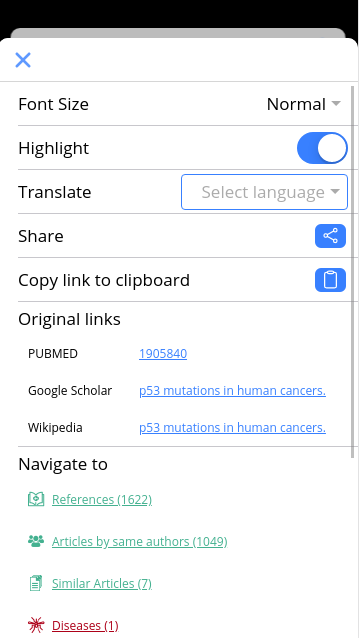 Font Size Normal
Highlight
Translate Select language
Share
Copy link to clipboard
Original links
PUBMED 1905840
Google Scholar p53 mutations in human cancers.
Wikipedia p53 mutations in human cancers.
Navigate to
References (1622)
Articles by same authors (1049)
Similar Articles (7)
Diseases (1)